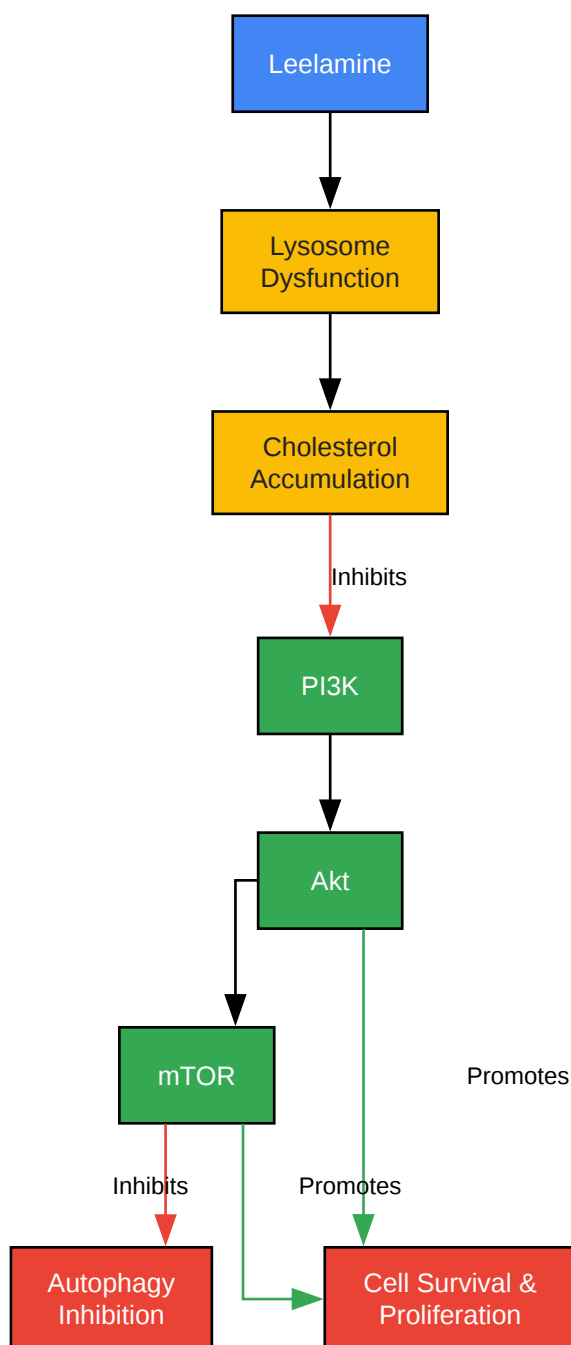 Leelamine
Lysosome
Dysfunction
Cholesterol
Accumulation
Inhibits
PI3K
Akt
mTOR
Promotes
Inhibits
Promotes
Autophagy
Inhibition
Cell Survival &
Proliferation